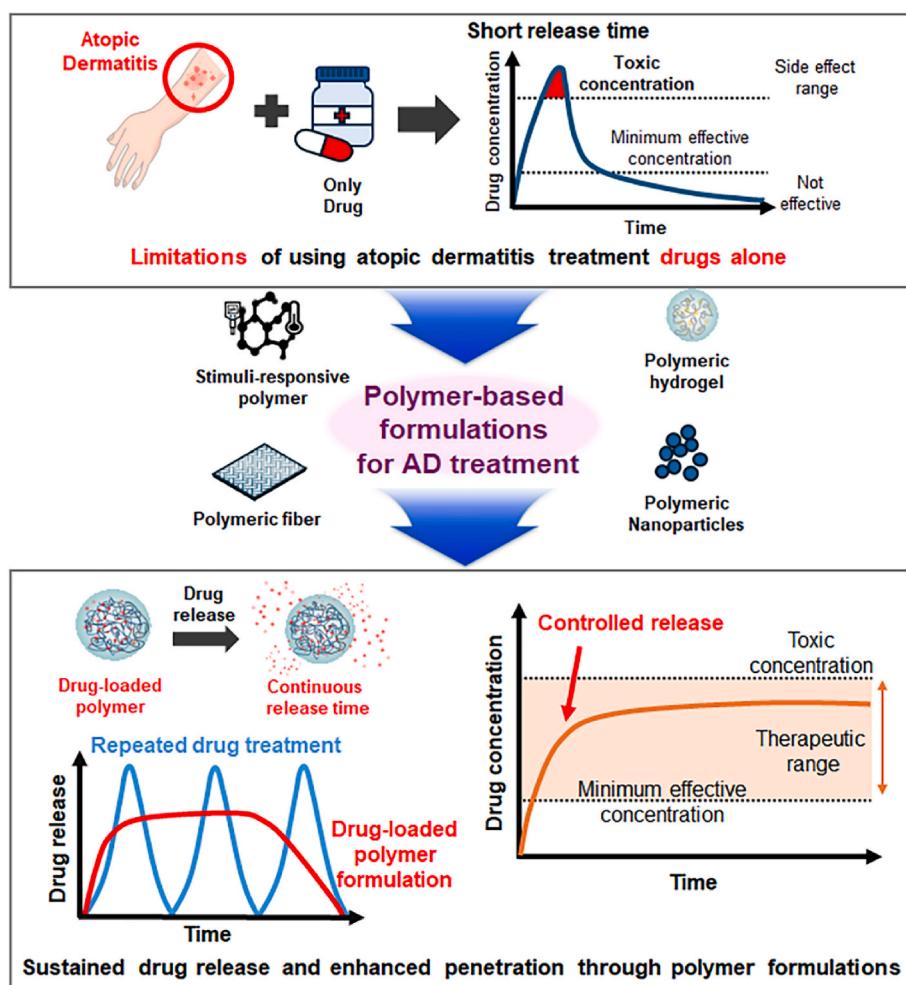 Atopic
Dermatitis
Only
Drug
Short release time
Toxic
concentration
Side effect
range
Minimum effective
concentration
Not
effective
Drug concentration
Time
Limitations of using atopic dermatitis treatment drugs alone
Stimuli-responsive
polymer
Polymeric
hydrogel
Polymer-based
formulations
for AD treatment
Polymeric fiber
Polymeric
Nanoparticles
Drug
release
Drug-loaded
polymer
Continuous
release time
Repeated drug treatment
Drug release
Drug-loaded
polymer
formulation
Time
Controlled release
Toxic
concentration
Therapeutic
range
Minimum effective
concentration
Drug concentration
Time
Sustained drug release and enhanced penetration through polymer formulations